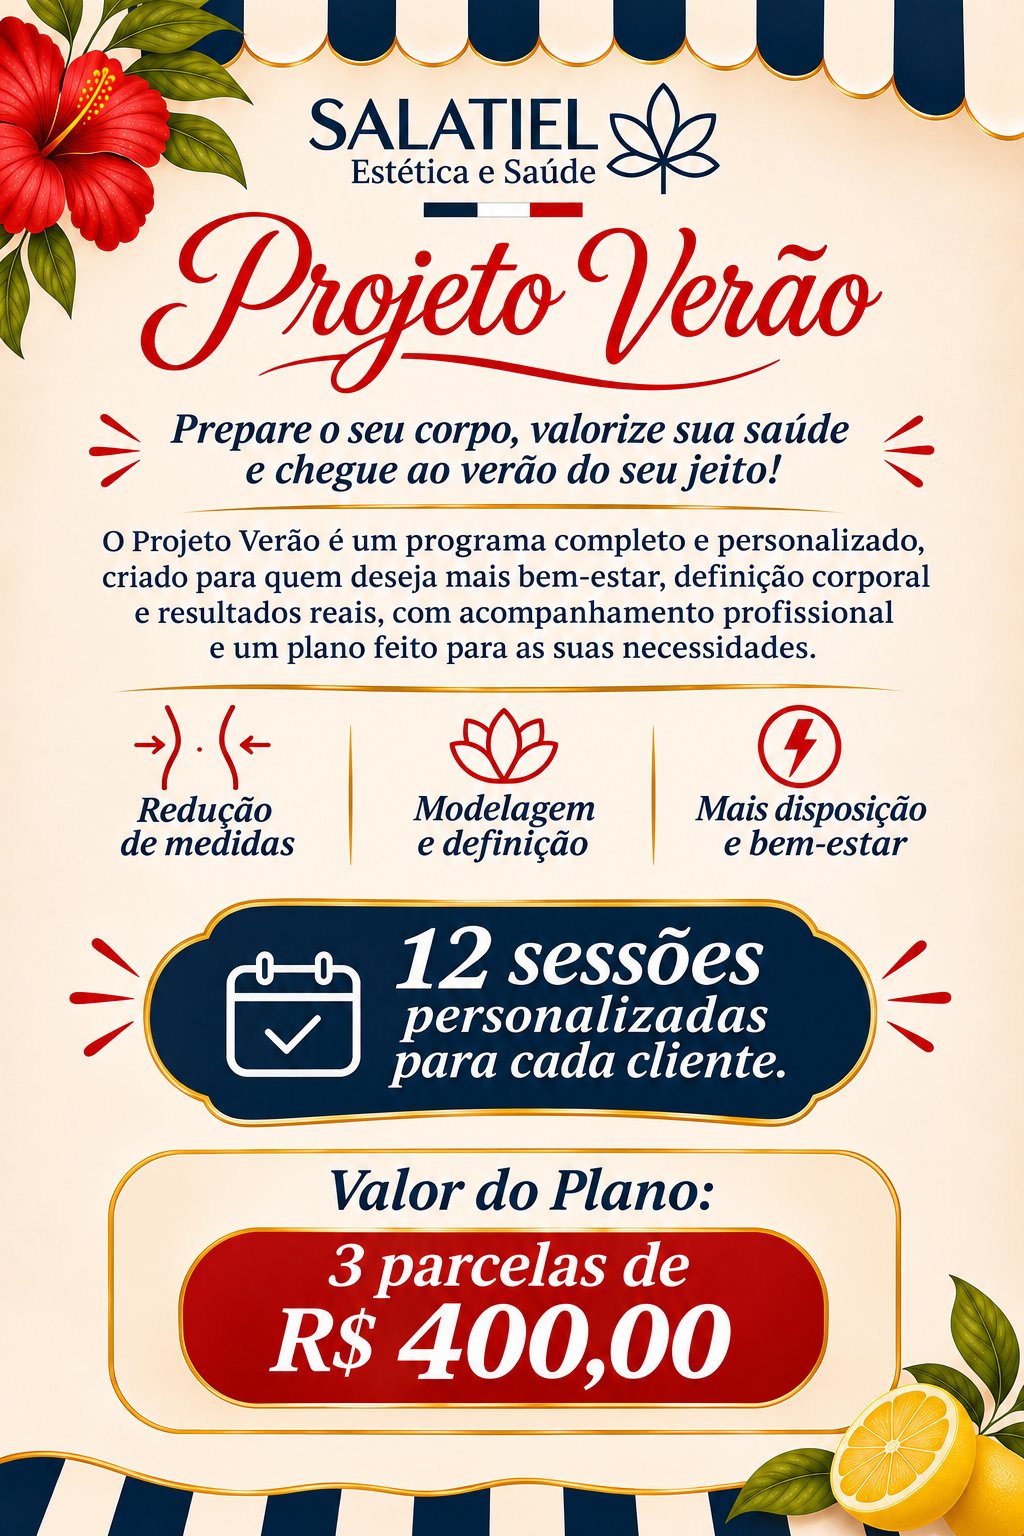 SALATIEL
Estética e Saúde
Projeto Verão
Prepare o seu corpo, valorize sua saúde
e chegue ao verão do seu jeito!
O Projeto Verão é um programa completo e personalizado,
criado para quem deseja mais bem-estar, definição corporal
e resultados reais, com acompanhamento profissional
e um plano feito para as suas necessidades.
Redução
de medidas
Modelagem
e definição
Mais disposição
e bem-estar
12 sessões
personalizadas
para cada cliente.
Valor do Plano:
3 parcelas de
R$ 400,00